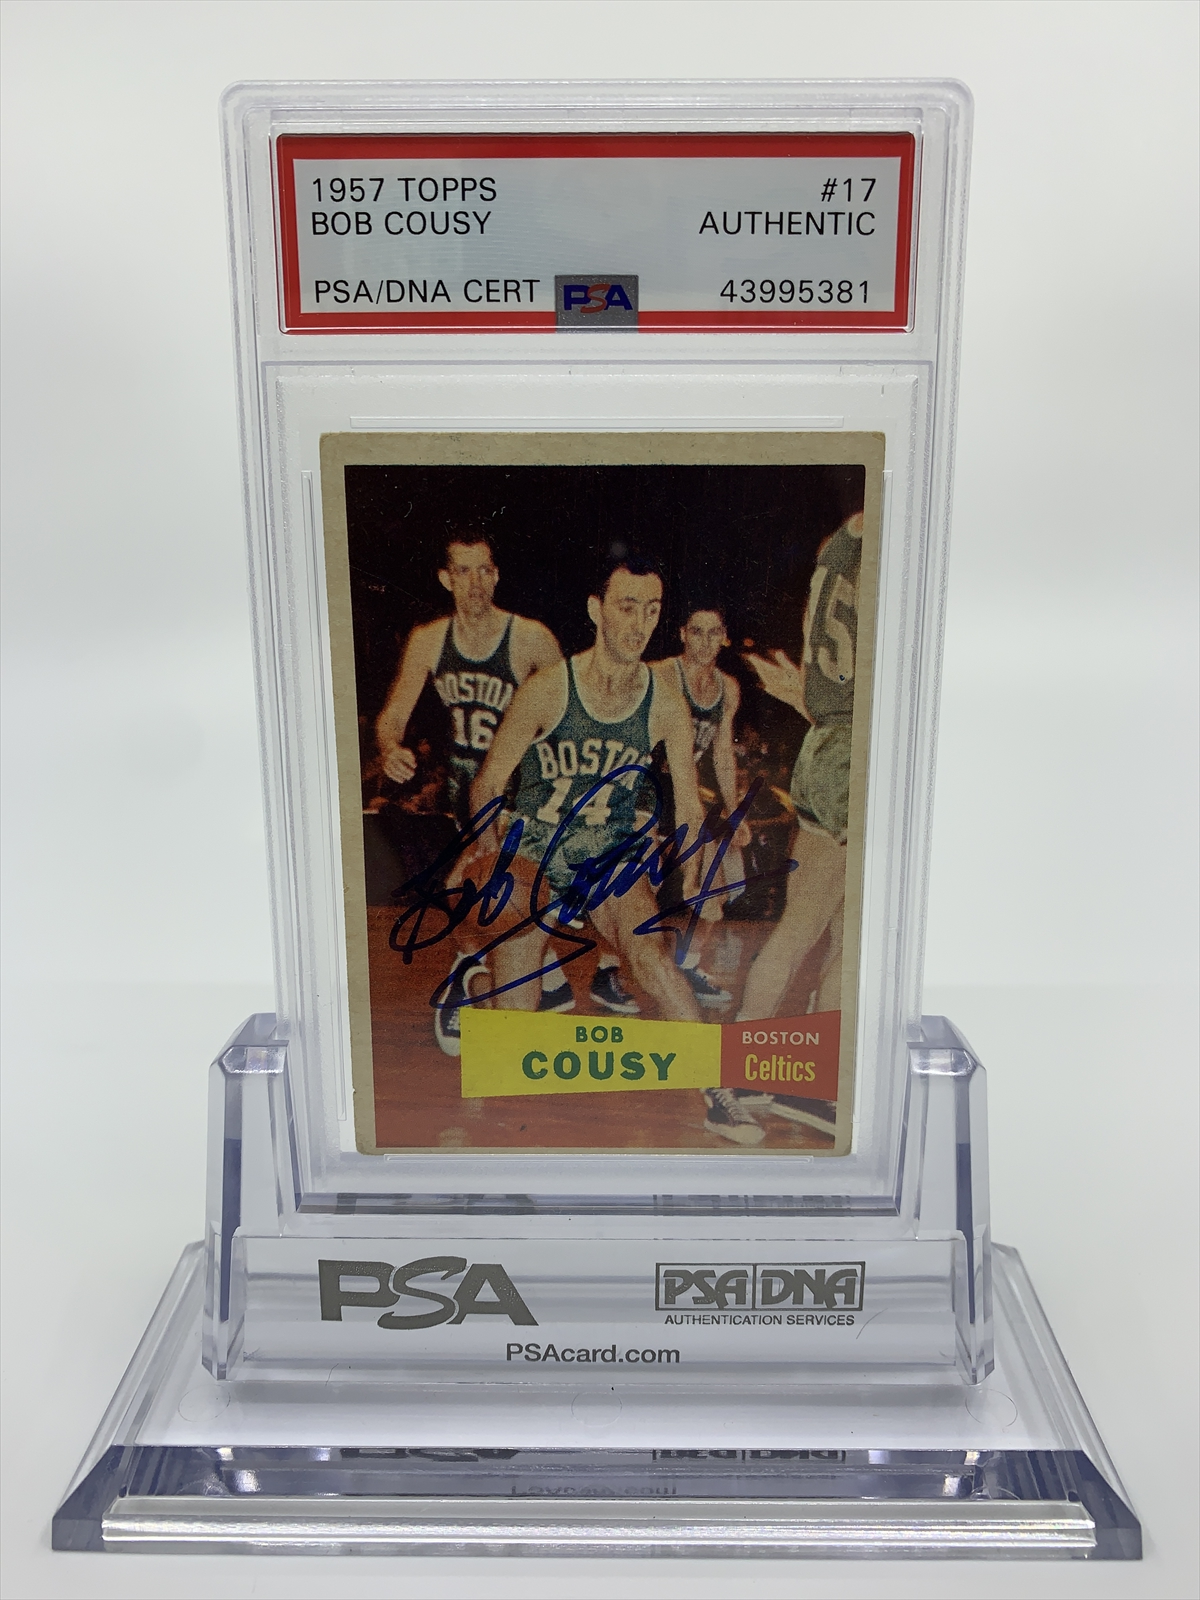 1957 TOPPS #17
BOB COUSY AUTHENTIC
PSA/DNA CERT PSA 43995381
BOSTON
16
BOSTON
14
5
Bob Cousy
BOB
COUSY
BOSTON
Celtics
PSA
PSA DNA
AUTHENTICATION SERVICES
PSAcard.com